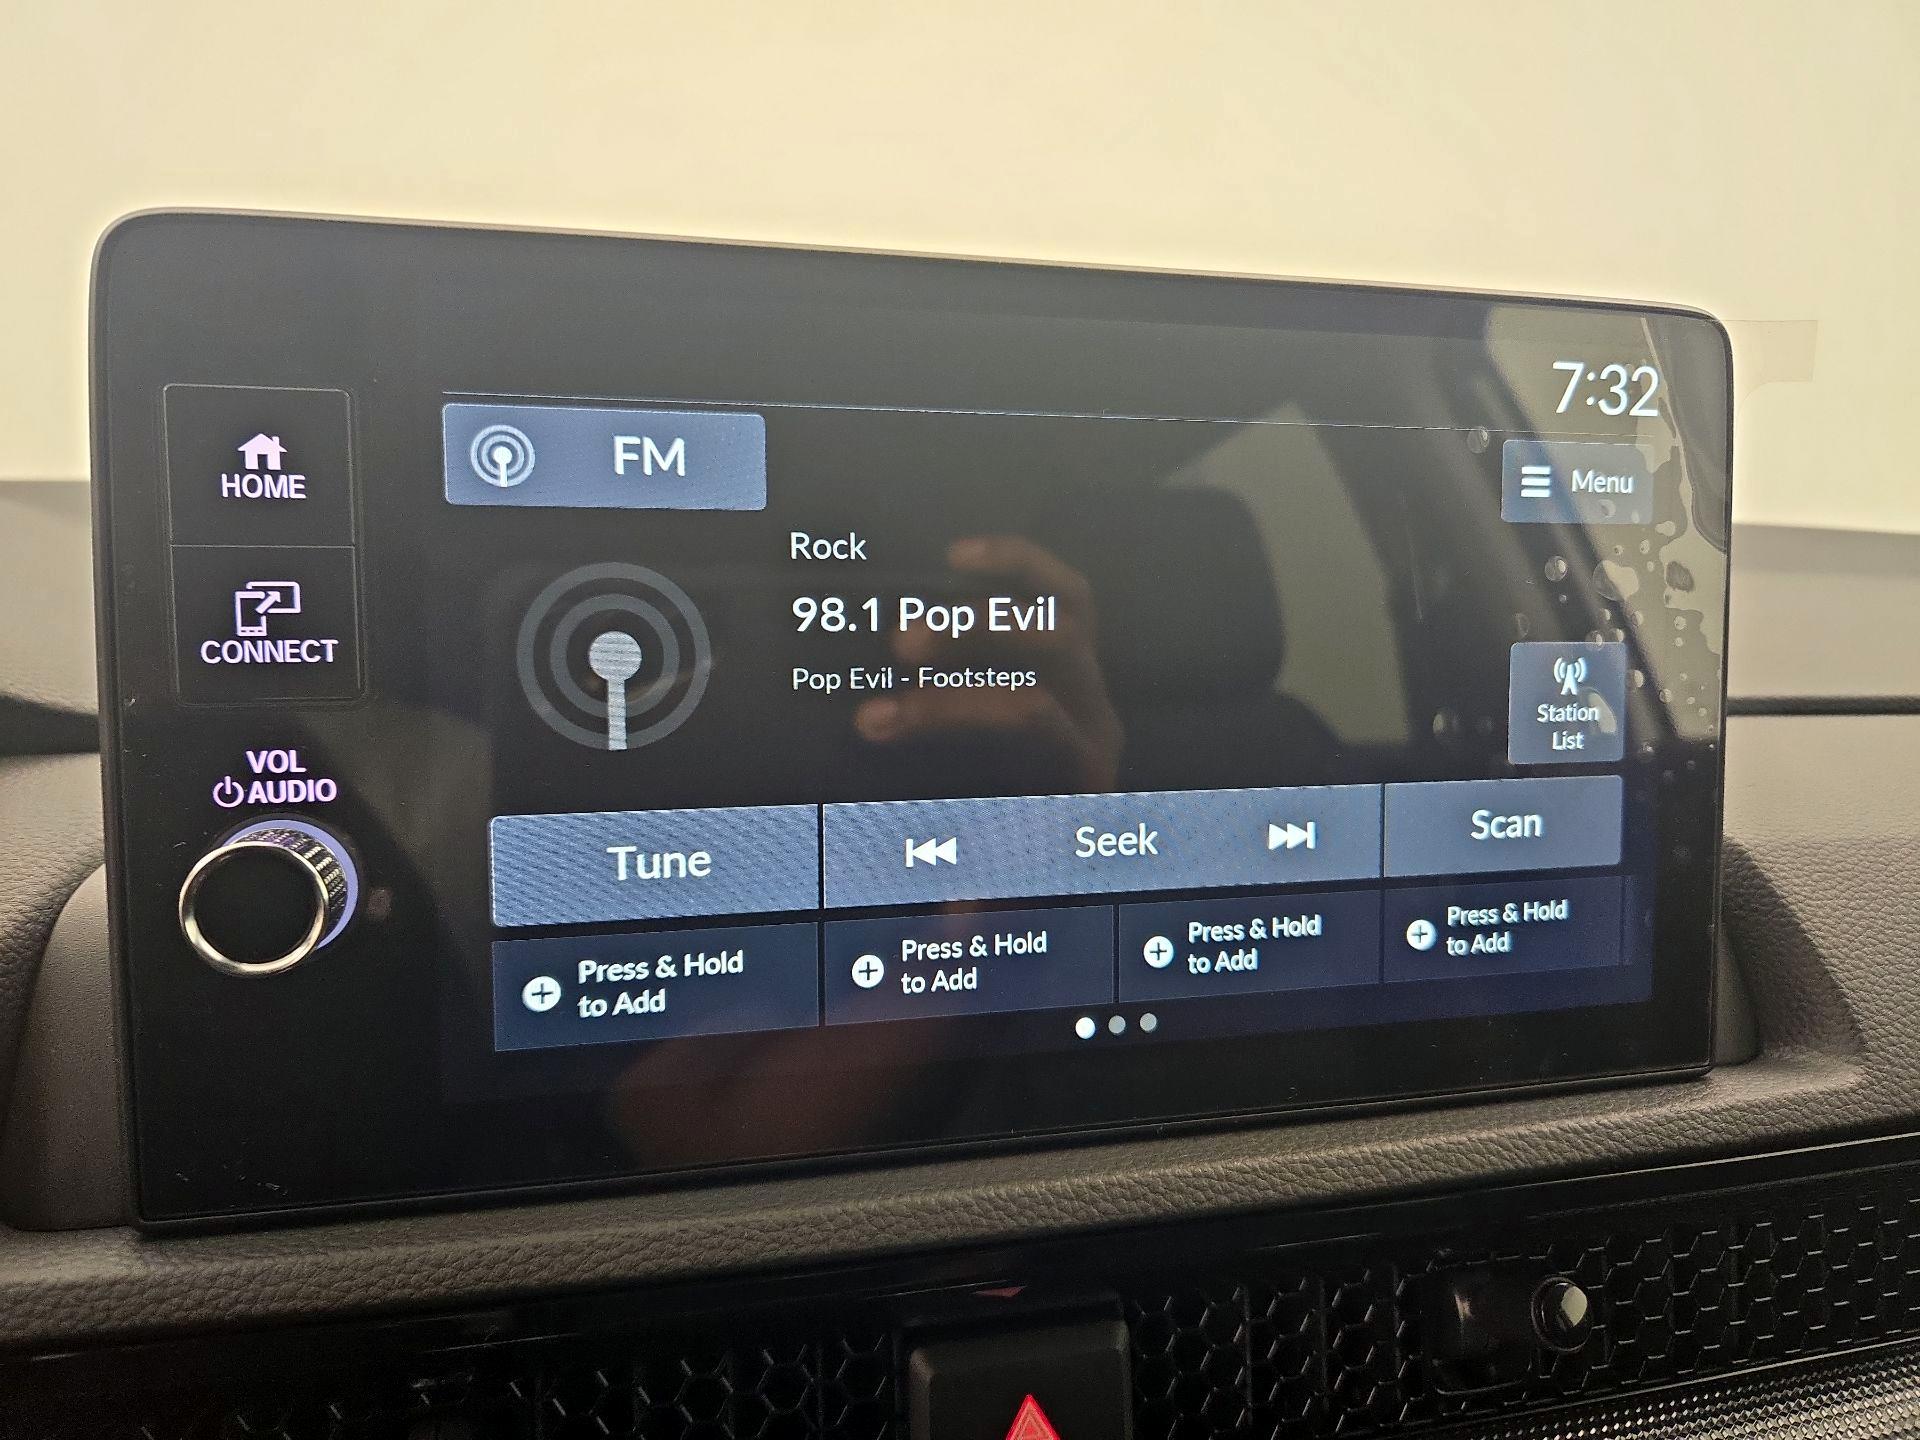 7:32
HOME
FM
Menu
Rock
98.1 Pop Evil
Pop Evil - Footsteps
CONNECT
Station
List
VOL
AUDIO
Tune
Seek
Scan
Press & Hold
to Add
Press & Hold
to Add
Press & Hold
to Add
Press & Hold
to Add